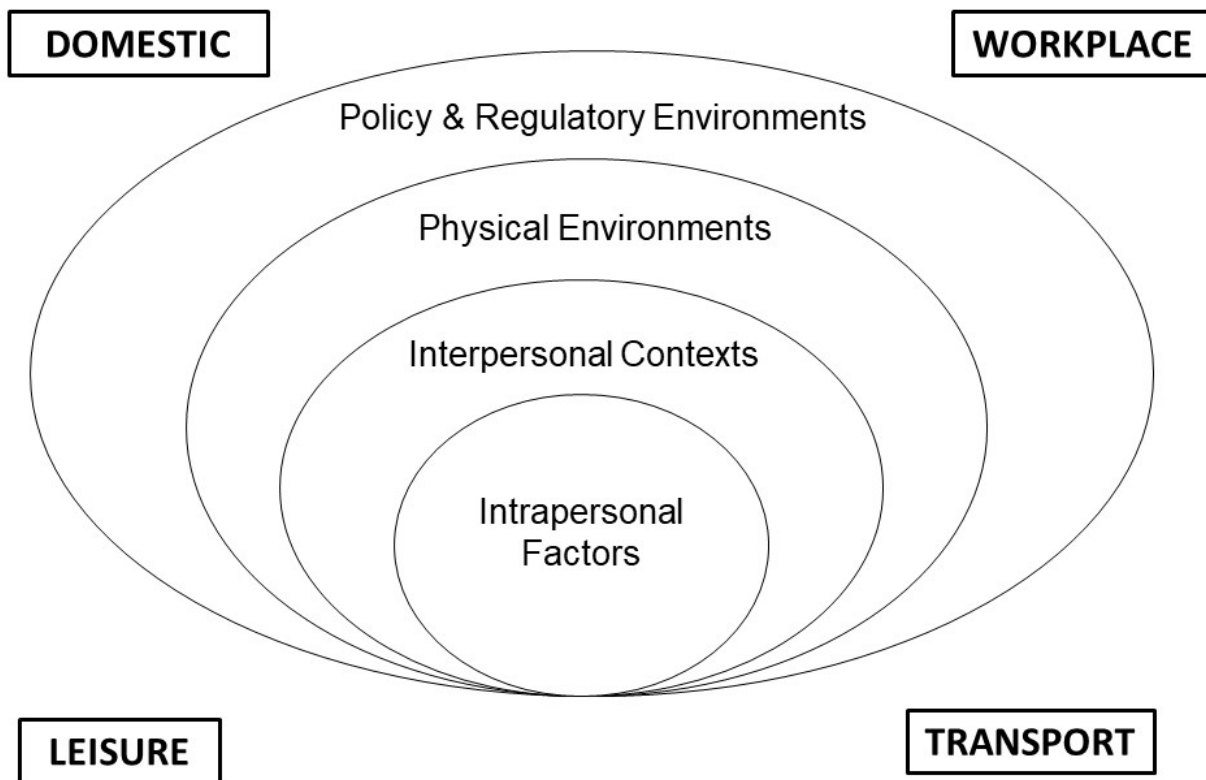 DOMESTIC
WORKPLACE
Policy & Regulatory Environments
Physical Environments
Interpersonal Contexts
Intrapersonal
Factors
LEISURE
TRANSPORT